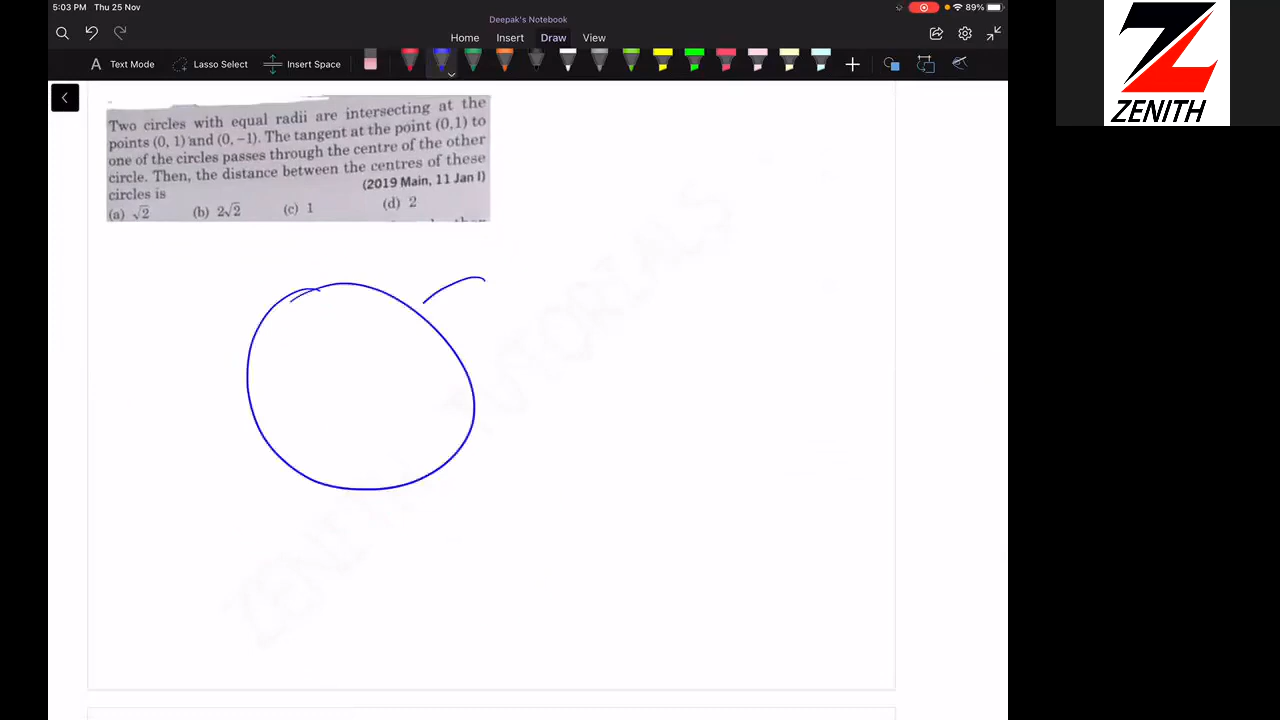 5:03 PM Thu 25 Nov
89%
Deepak's Notebook
Home Insert Draw View
Text Mode Lasso Select Insert Space
ZENITH
Two circles with equal radii are intersecting at the
points (0, 1) and (0, −1). The tangent at the point (0,1) to
one of the circles passes through the centre of the other
circle. Then, the distance between the centres of these
circles is
(2019 Main, 11 Jan I)
(a) √2 (b) 2√2 (c) 1 (d) 2
ZENITH TUTORIALS